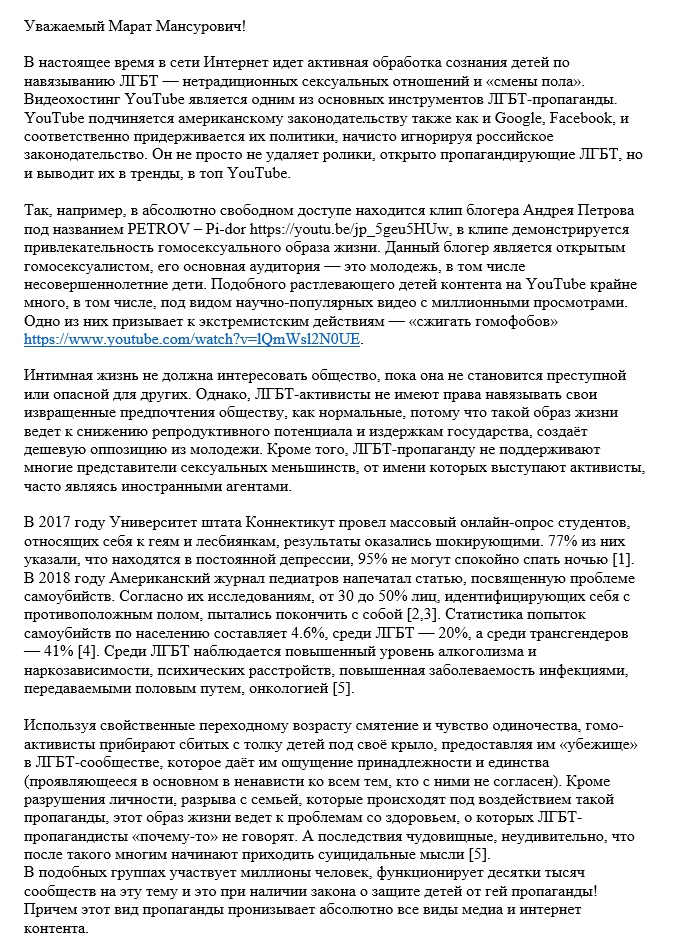 Уважаемый Марат Мансурович!
В настоящее время в сети Интернет идет активная обработка сознания детей по
навязыванию ЛГБТ — нетрадиционных сексуальных отношений и «смены пола».
Видеохостинг YouTube является одним из основных инструментов ЛГБТ-пропаганды.
YouTube подчиняется американскому законодательству также как и Google, Facebook, и
соответственно придерживается их политики, начисто игнорируя российское
законодательство. Он не просто не удаляет ролики, открыто пропагандирующие ЛГБТ, но
и выводит их в тренды, в топ YouTube.
Так, например, в абсолютно свободном доступе находится клип блогера Андрея Петрова
под названием PETROV – Pi-dor https://youtu.be/jp_5geu5HUw, в клипе демонстрируется
привлекательность гомосексуального образа жизни. Данный блогер является открытым
гомосексуалистом, его основная аудитория — это молодежь, в том числе
несовершеннолетние дети. Подобного растлевающего детей контента на YouTube крайне
много, в том числе, под видом научно-популярных видео с миллионными просмотрами.
Одно из них призывает к экстремистским действиям — «сжигать гомофобов»
https://www.youtube.com/watch?v=lQmWsl2N0UE.
Интимная жизнь не должна интересовать общество, пока она не становится преступной
или опасной для других. Однако, ЛГБТ-активисты не имеют права навязывать свои
извращенные предпочтения обществу, как нормальные, потому что такой образ жизни
ведет к снижению репродуктивного потенциала и издержкам государства, создаёт
дешевую оппозицию из молодежи. Кроме того, ЛГБТ-пропаганду не поддерживают
многие представители сексуальных меньшинств, от имени которых выступают активисты,
часто являясь иностранными агентами.
В 2017 году Университет штата Коннектикут провел массовый онлайн-опрос студентов,
относящих себя к геям и лесбиянкам, результаты оказались шокирующими. 77% из них
указали, что находятся в постоянной депрессии, 95% не могут спокойно спать ночью [1].
В 2018 году Американский журнал педиатров напечатал статью, посвященную проблеме
самоубийств. Согласно их исследованиям, от 30 до 50% лиц, идентифицирующих себя с
противоположным полом, пытались покончить с собой [2,3]. Статистика попыток
самоубийств по населению составляет 4.6%, среди ЛГБТ — 20%, а среди трансгендеров
— 41% [4]. Среди ЛГБТ наблюдается повышенный уровень алкоголизма и
наркозависимости, психических расстройств, повышенная заболеваемость инфекциями,
передаваемыми половым путем, онкологией [5].
Используя свойственные переходному возрасту смятение и чувство одиночества, гомо-
активисты прибирают сбитых с толку детей под своё крыло, предоставляя им «убежище»
в ЛГБТ-сообществе, которое даёт им ощущение принадлежности и единства
(проявляющееся в основном в ненависти ко всем тем, кто с ними не согласен). Кроме
разрушения личности, разрыва с семьей, которые происходят под воздействием такой
пропаганды, этот образ жизни ведет к проблемам со здоровьем, о которых ЛГБТ-
пропагандисты «почему-то» не говорят. А последствия чудовищные, неудивительно, что
после такого многим начинают приходить суицидальные мысли [5].
В подобных группах участвует миллионы человек, функционирует десятки тысяч
сообществ на эту тему и это при наличии закона о защите детей от гей пропаганды!
Причем этот вид пропаганды пронизывает абсолютно все виды медиа и интернет
контента.